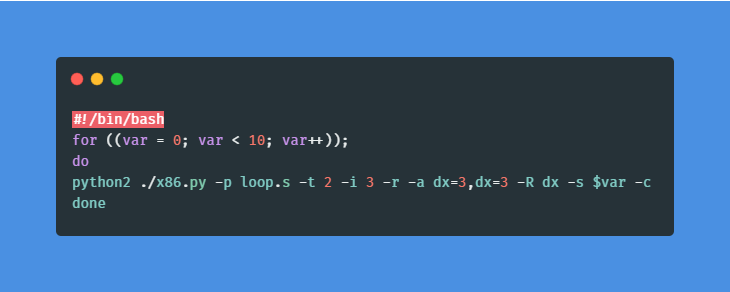 #!/bin/bash
for ((var = 0; var < 10; var++));
do
python2 ./x86.py -p loop.s -t 2 -i 3 -r -a dx=3,dx=3 -R dx -s $var -c
done